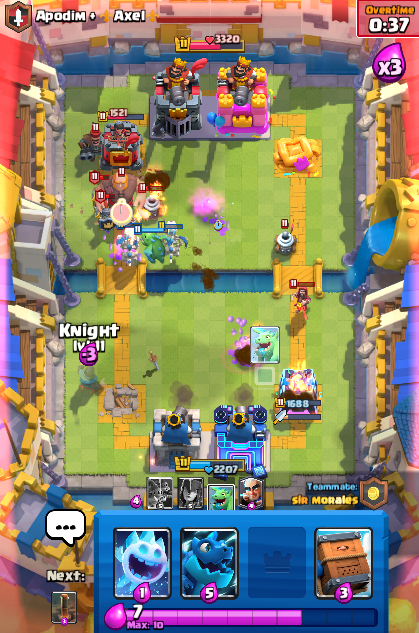 Apodim + Axel
OVERTIME
0:37
3320
x3
1521
Knight
lvl 11
-3
1688
2207
Teammate:
Sir Morales
4
...
1
5
3
Next:
7
Max: 10